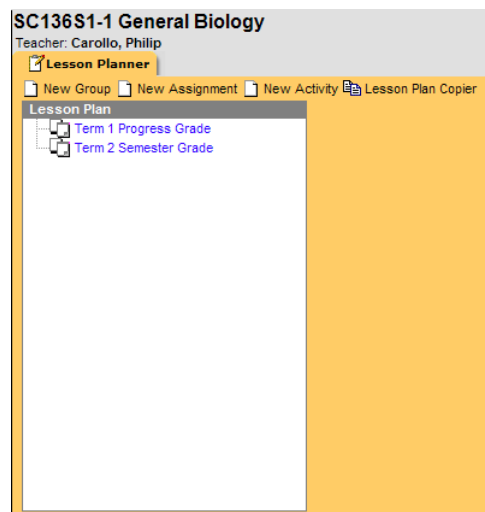 SC136S1-1 General Biology
Teacher: Carollo, Philip
Lesson Planner
New Group New Assignment New Activity Lesson Plan Copier
Lesson Plan
Term 1 Progress Grade
Term 2 Semester Grade